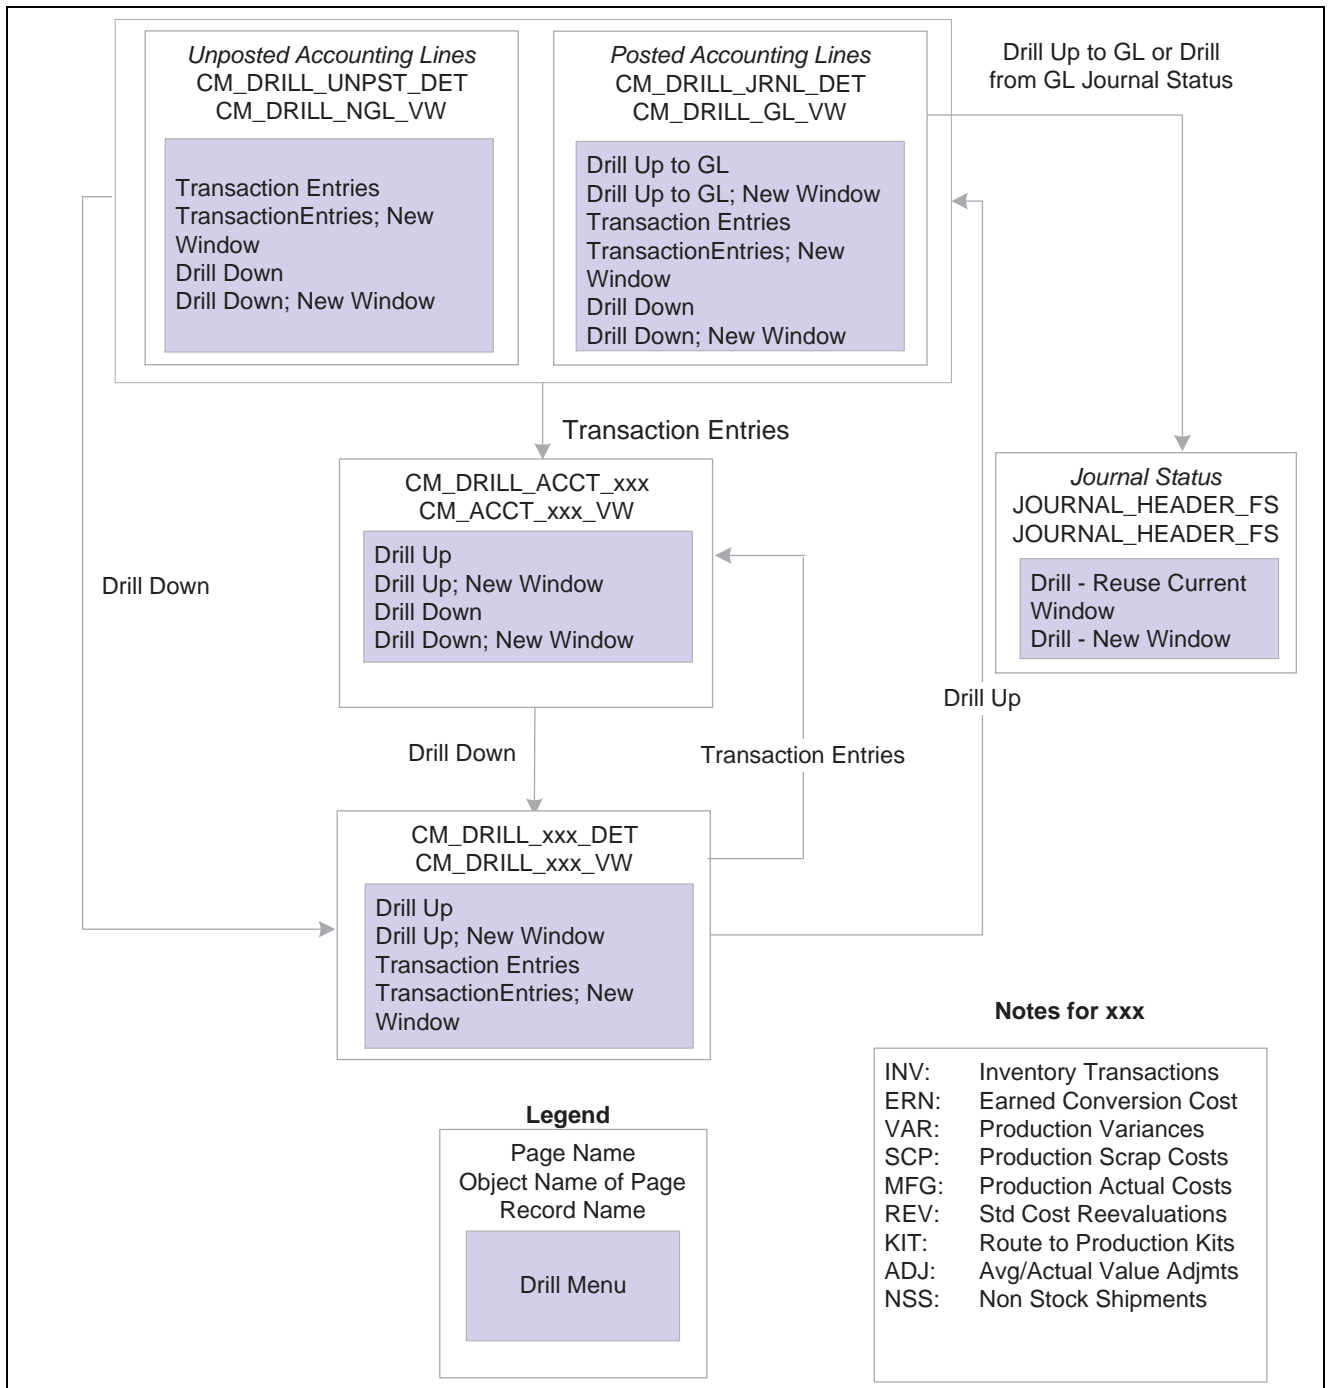 Unposted Accounting Lines
CM_DRILL_UNPST_DET
CM_DRILL_NGL_VW
Transaction Entries
TransactionEntries; New
Window
Drill Down
Drill Down; New Window
Posted Accounting Lines
CM_DRILL_JRNL_DET
CM_DRILL_GL_VW
Drill Up to GL
Drill Up to GL; New Window
Transaction Entries
TransactionEntries; New
Window
Drill Down
Drill Down; New Window
Drill Up to GL or Drill
from GL Journal Status
Transaction Entries
CM_DRILL_ACCT_xxx
CM_ACCT_xxx_VW
Drill Up
Drill Up; New Window
Drill Down
Drill Down; New Window
Journal Status
JOURNAL_HEADER_FS
JOURNAL_HEADER_FS
Drill - Reuse Current
Window
Drill - New Window
Drill Down
Drill Up
Drill Down
Transaction Entries
CM_DRILL_xxx_DET
CM_DRILL_xxx_VW
Drill Up
Drill Up; New Window
Transaction Entries
TransactionEntries; New
Window
Legend
Page Name
Object Name of Page
Record Name
Drill Menu
Notes for xxx
INV: Inventory Transactions
ERN: Earned Conversion Cost
VAR: Production Variances
SCP: Production Scrap Costs
MFG: Production Actual Costs
REV: Std Cost Reevaluations
KIT: Route to Production Kits
ADJ: Avg/Actual Value Adjmts
NSS: Non Stock Shipments